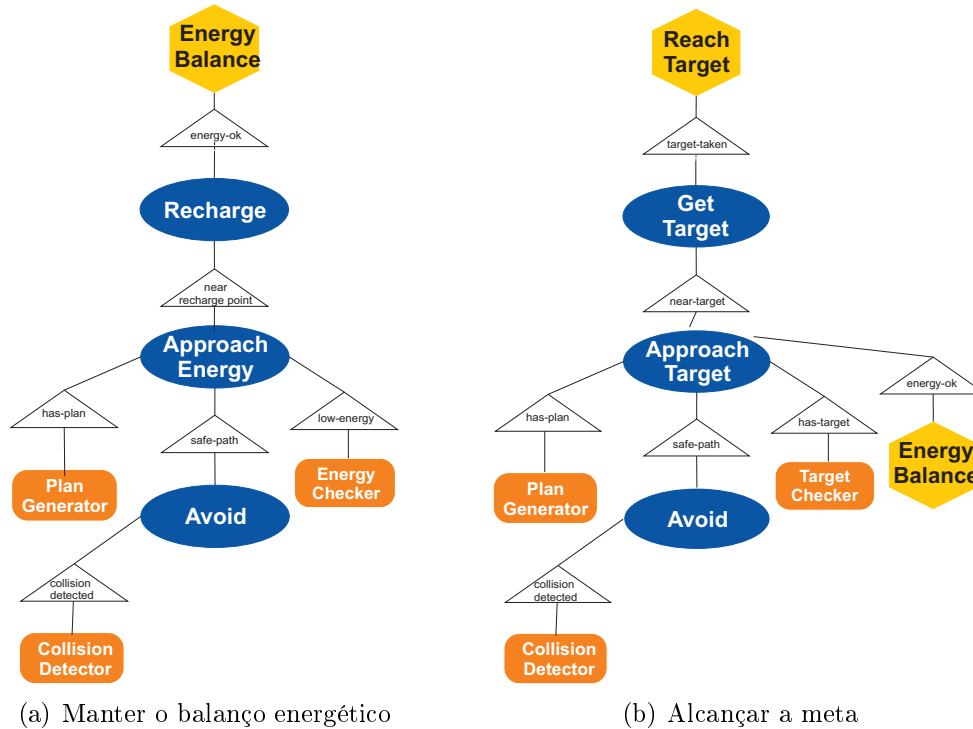 Energy
Balance
energy-ok
Recharge
near
recharge point
Approach
Energy
has-plan
safe-path
low-energy
Plan
Generator
Energy
Checker
Avoid
collision
detected
Collision
Detector
(a) Manter o balanço energético
Reach
Target
target-taken
Get
Target
near-target
Approach
Target
energy-ok
has-plan
safe-path
has-target
Energy
Balance
Plan
Generator
Target
Checker
Avoid
collision
detected
Collision
Detector
(b) Alcançar a meta